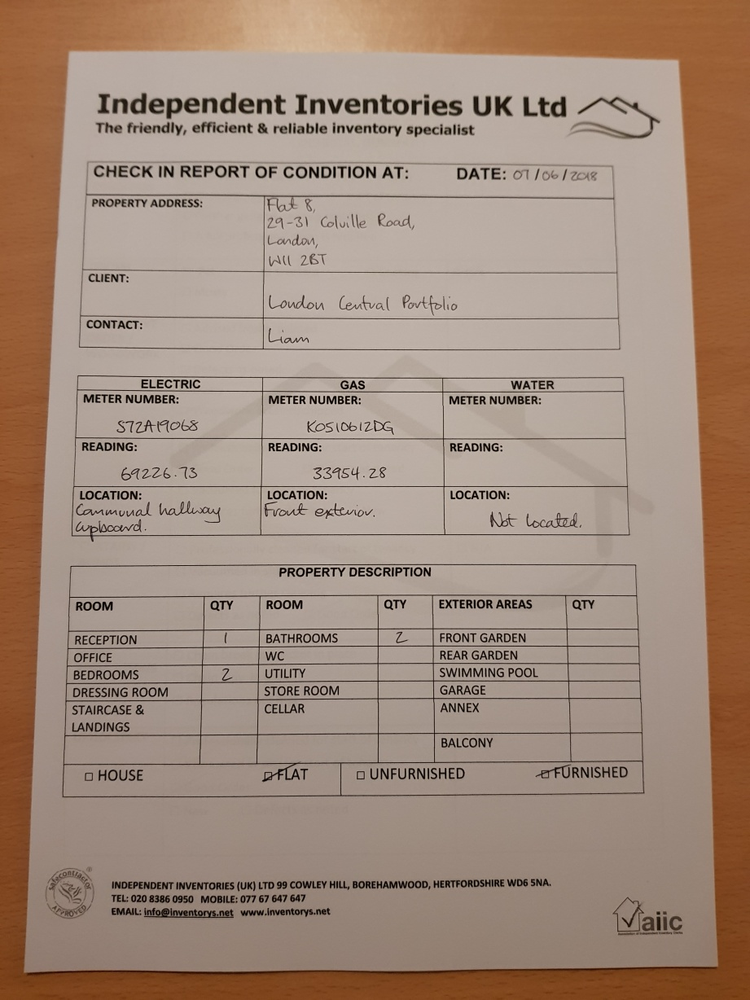 Independent Inventories UK Ltd
The friendly, efficient & reliable inventory specialist
CHECK IN REPORT OF CONDITION AT: DATE: 07/06/2018
PROPERTY ADDRESS: Flat 8,
29-31 Colville Road,
London,
W11 2BT
CLIENT:
London Central Portfolio
CONTACT:
Liam
ELECTRIC GAS WATER
METER NUMBER: METER NUMBER: METER NUMBER:
S72A19068 K0510612DG
READING: READING: READING:
69226.73 33954.28
LOCATION: LOCATION: LOCATION:
Communal hallway Front exterior.
cupboard. Not located.
PROPERTY DESCRIPTION
ROOM QTY ROOM QTY EXTERIOR AREAS QTY
RECEPTION 1 BATHROOMS 2 FRONT GARDEN
OFFICE WC REAR GARDEN
BEDROOMS 2 UTILITY SWIMMING POOL
DRESSING ROOM STORE ROOM GARAGE
STAIRCASE & CELLAR ANNEX
LANDINGS
BALCONY
☐ HOUSE ☑ FLAT ☐ UNFURNISHED ☑ FURNISHED
safecontractor
APPROVED
INDEPENDENT INVENTORIES (UK) LTD 99 COWLEY HILL, BOREHAMWOOD, HERTFORDSHIRE WD6 5NA.
TEL: 020 8386 0950 MOBILE: 077 67 647 647
EMAIL: info@inventorys.net www.inventorys.net
aiic